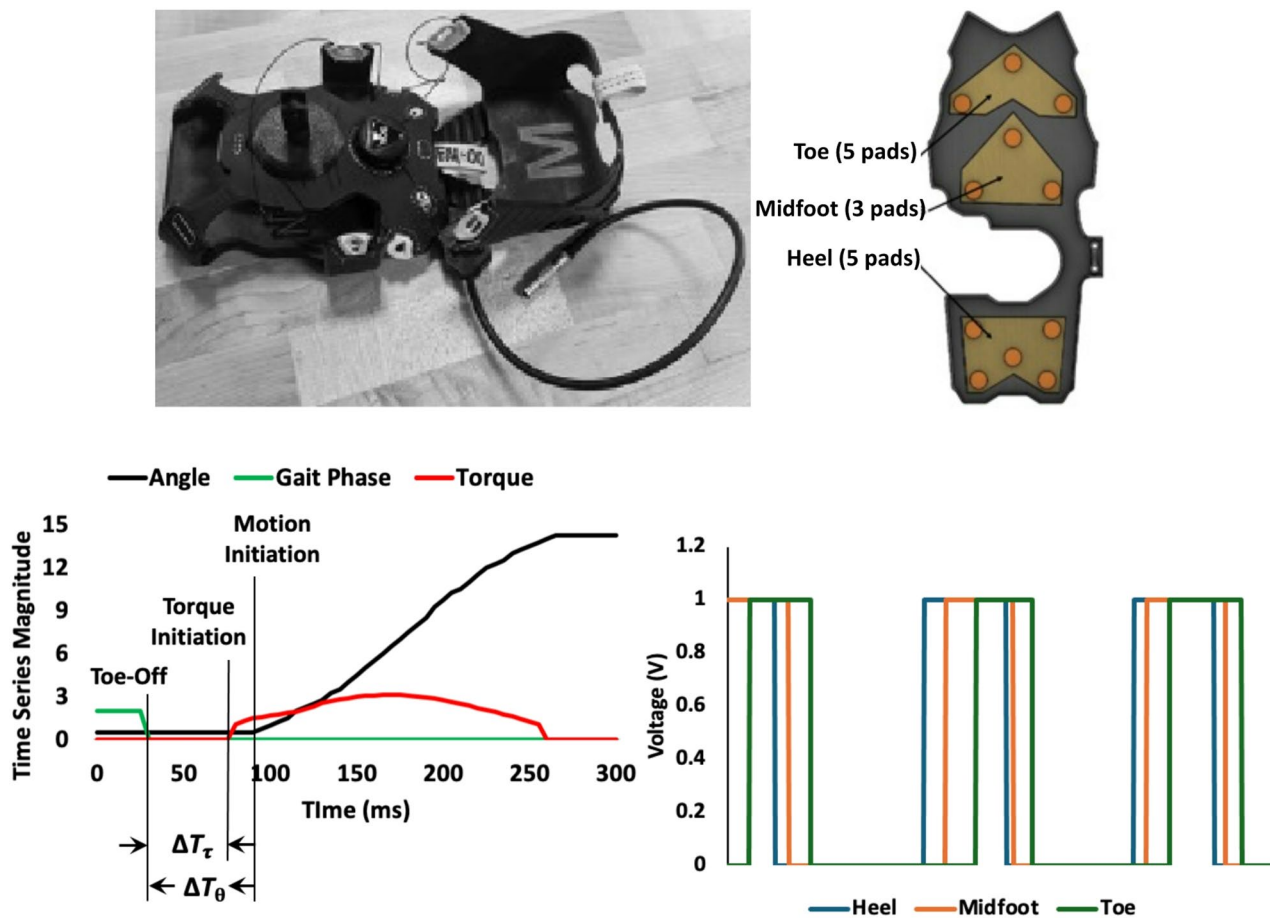 M
Toe (5 pads)
Midfoot (3 pads)
Heel (5 pads)
Angle Gait Phase Torque
Time Series Magnitude
15
12
9
6
3
0
Motion
Initiation
Torque
Initiation
Toe-Off
0 50 100 150 200 250 300
TIme (ms)
ΔTτ
ΔTθ
Voltage (V)
1.2
1
0.8
0.6
0.4
0.2
0
Heel Midfoot Toe